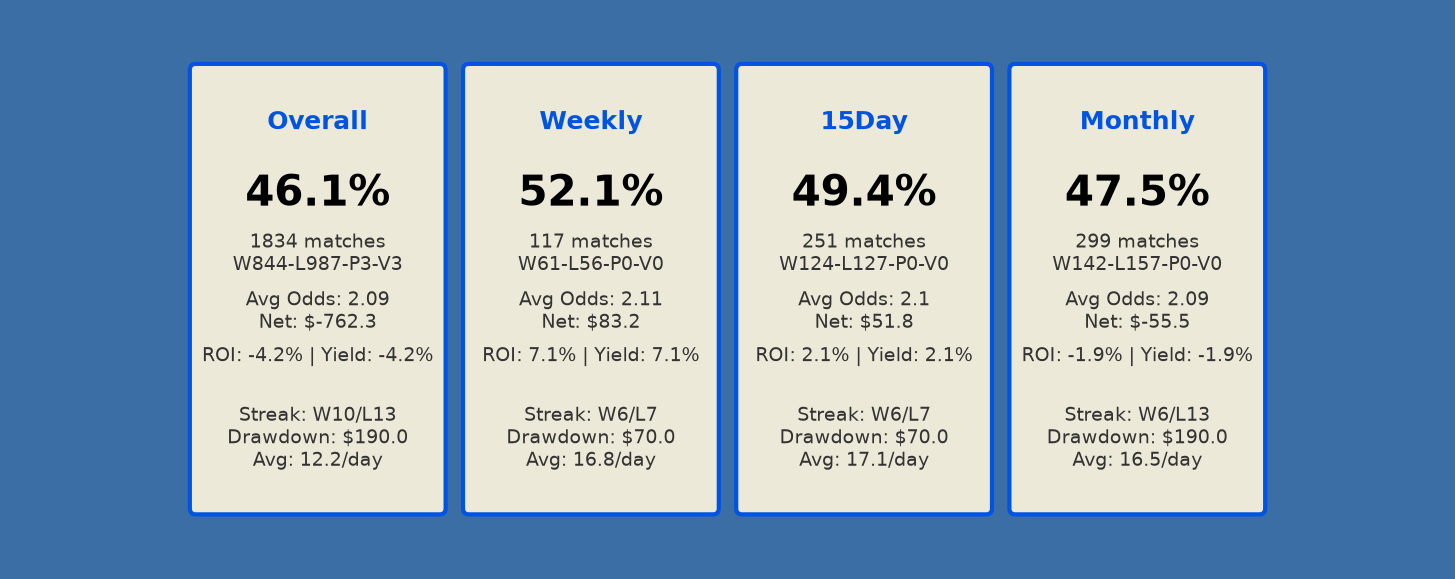 Overall
46.1%
1834 matches
W844-L987-P3-V3
Avg Odds: 2.09
Net: $-762.3
ROI: -4.2% | Yield: -4.2%
Streak: W10/L13
Drawdown: $190.0
Avg: 12.2/day
Weekly
52.1%
117 matches
W61-L56-P0-V0
Avg Odds: 2.11
Net: $83.2
ROI: 7.1% | Yield: 7.1%
Streak: W6/L7
Drawdown: $70.0
Avg: 16.8/day
15Day
49.4%
251 matches
W124-L127-P0-V0
Avg Odds: 2.1
Net: $51.8
ROI: 2.1% | Yield: 2.1%
Streak: W6/L7
Drawdown: $70.0
Avg: 17.1/day
Monthly
47.5%
299 matches
W142-L157-P0-V0
Avg Odds: 2.09
Net: $-55.5
ROI: -1.9% | Yield: -1.9%
Streak: W6/L13
Drawdown: $190.0
Avg: 16.5/day